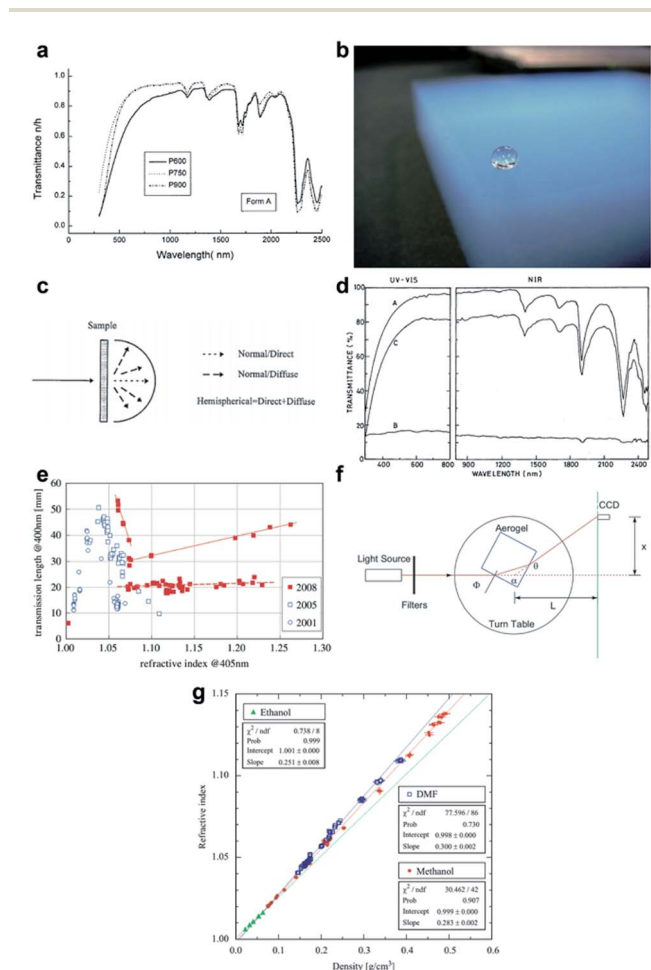 a
1.0
0.8
0.6
0.4
0.2
0.0
Transmittance n/h
P600
P750
P900
Form A
0
500
1000
1500
2000
2500
Wavelength( nm)
b
c
Sample
Normal/Direct
Normal/Diffuse
Hemispherical=Direct+Diffuse
d
UV-VIS
NIR
100
80
60
40
20
0
TRANSMITTANCE (%)
A
C
B
400
600
800
900
1200
1500
1800
2100
2400
WAVELENGTH ( nm )
e
60
50
40
30
20
10
0
transmission length @400nm [mm]
2008
2005
2001
1.00
1.05
1.10
1.15
1.20
1.25
1.30
refractive index @405nm
f
CCD
Aerogel
Light Source
θ
x
Φ
α
Filters
L
Turn Table
g
1.15
1.10
1.05
1.00
Refractive index
Ethanol
χ² / ndf 0.738 / 8
Prob 0.999
Intercept 1.001 ± 0.000
Slope 0.251 ± 0.008
DMF
χ² / ndf 77.596 / 86
Prob 0.730
Intercept 0.998 ± 0.000
Slope 0.300 ± 0.002
Methanol
χ² / ndf 30.462 / 42
Prob 0.907
Intercept 0.999 ± 0.000
Slope 0.283 ± 0.002
0
0.1
0.2
0.3
0.4
0.5
0.6
Density [g/cm³]